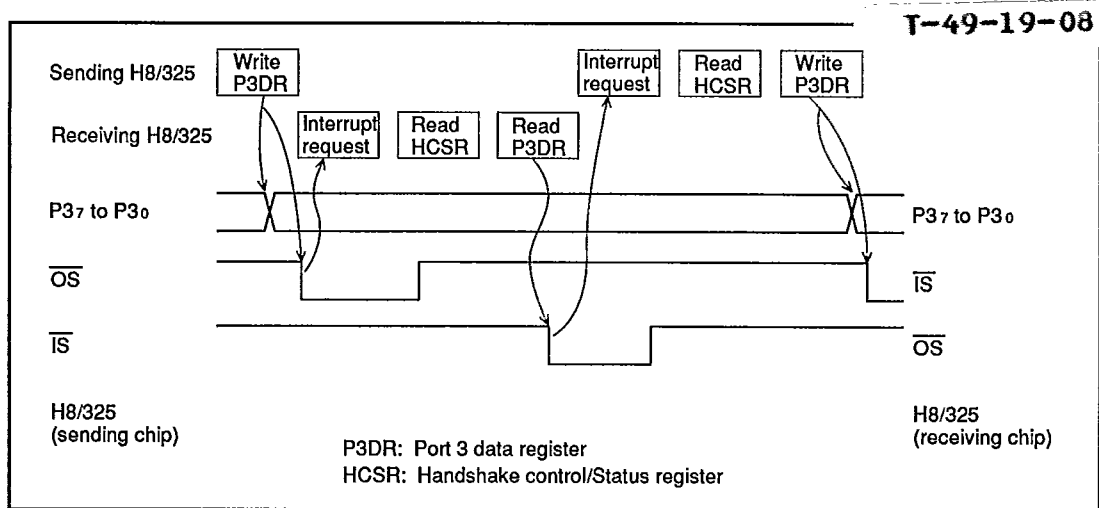 T-49-19-08
Sending H8/325
Write P3DR
Interrupt request
Read HCSR
Write P3DR
Receiving H8/325
Interrupt request
Read HCSR
Read P3DR
P37 to P30
P37 to P30
OS
IS
IS
OS
H8/325
(sending chip)
H8/325
(receiving chip)
P3DR: Port 3 data register
HCSR: Handshake control/Status register